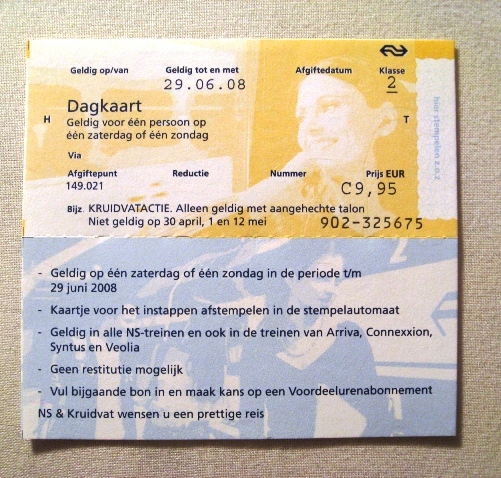 Geldig op/van Geldig tot en met Afgiftedatum Klasse
29.06.08 2
H Dagkaart T
Geldig voor één persoon op
één zaterdag of één zondag
Via
Afgiftepunt Reductie Nummer Prijs EUR
149.021 C9,95
Bijz. KRUIDVATACTIE. Alleen geldig met aangehechte talon
Niet geldig op 30 april, 1 en 12 mei 902-325675
hier stempelen z.o.z
- Geldig op één zaterdag of één zondag in de periode t/m
29 juni 2008
- Kaartje voor het instappen afstempelen in de stempelautomaat
- Geldig in alle NS-treinen en ook in de treinen van Arriva, Connexxion,
Syntus en Veolia
- Geen restitutie mogelijk
- Vul bijgaande bon in en maak kans op een Voordeelurenabonnement
NS & Kruidvat wensen u een prettige reis